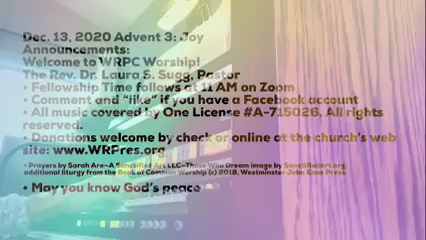 Dec. 13, 2020 Advent 3: Joy
Announcements:
Welcome to WRPC Worship!
The Rev. Dr. Laura S. Sugg, Pastor
• Fellowship Time follows at 11 AM on Zoom
• Comment and “like” if you have a Facebook account
• All music covered by One License #A-715026. All rights
reserved.
• Donations welcome by check or online at the church’s web
site: www.WRPres.org
• Prayers by Sarah Are—A Sanctified Art LLC—Those Who Dream image by Sanctifiedart.org;
additional liturgy from the Book of Common Worship (c) 2018, Westminster John Knox Press.
• May you know God’s peace